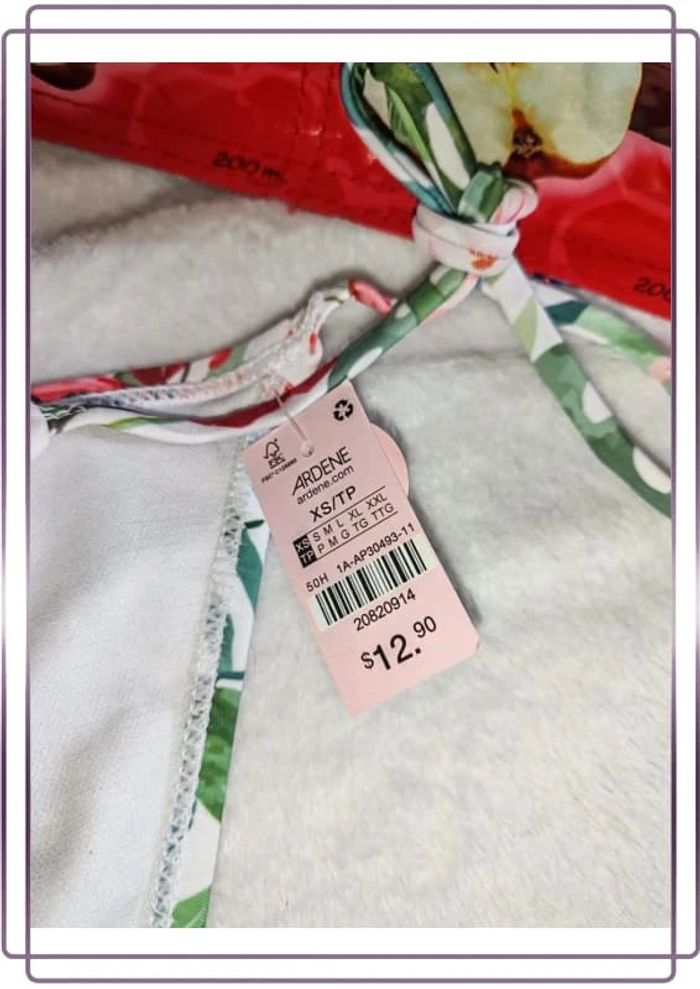 200 mL
200
FSC
ARDENE
ardene.com
XS/TP
XS S M L XL XXL
TP P M G TG TTG
50H 1A-AP30493-11
20820914
$12.90